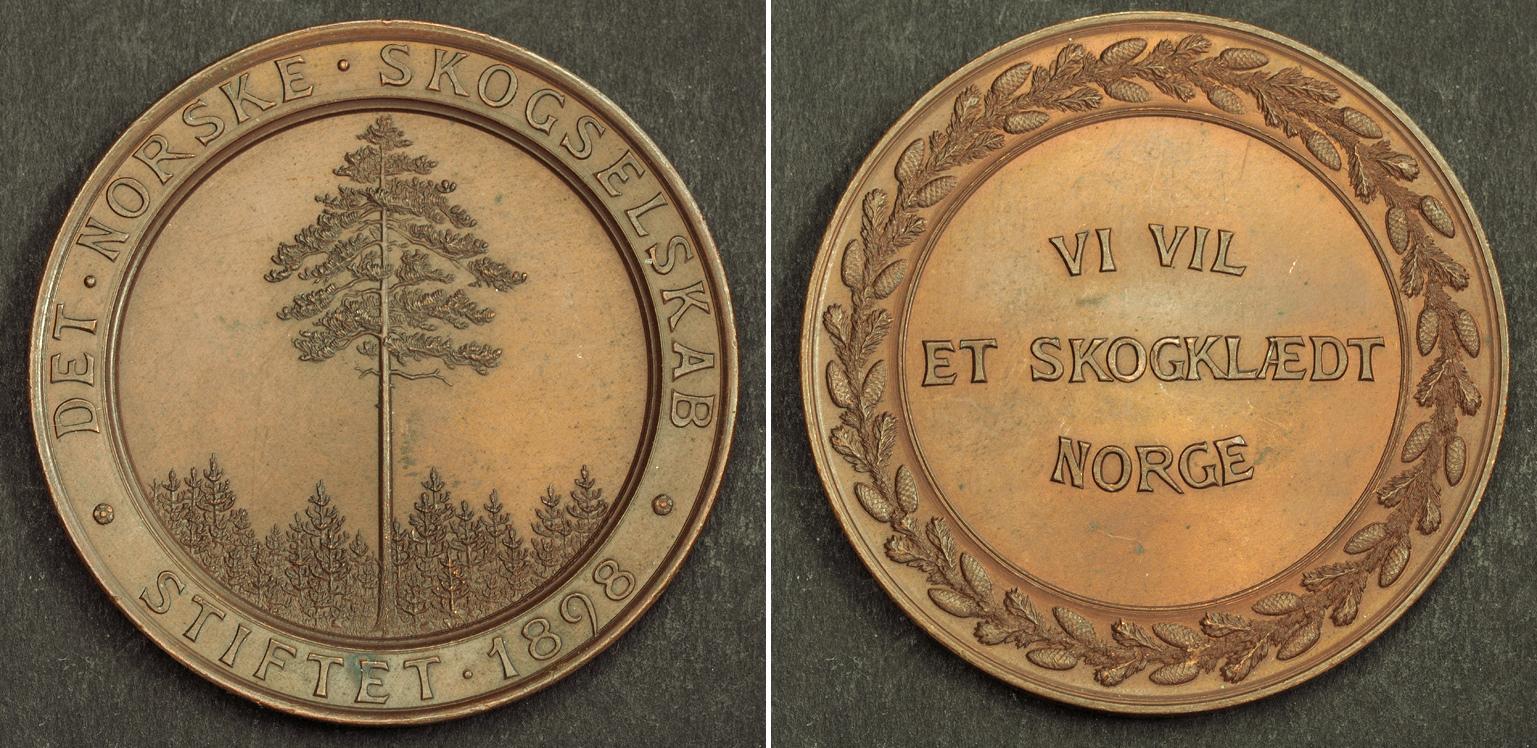 DET · NORSKE · SKOGSELSKAB
STIFTET · 1898
VI VIL
ET SKOGKLÆDT
NORGE